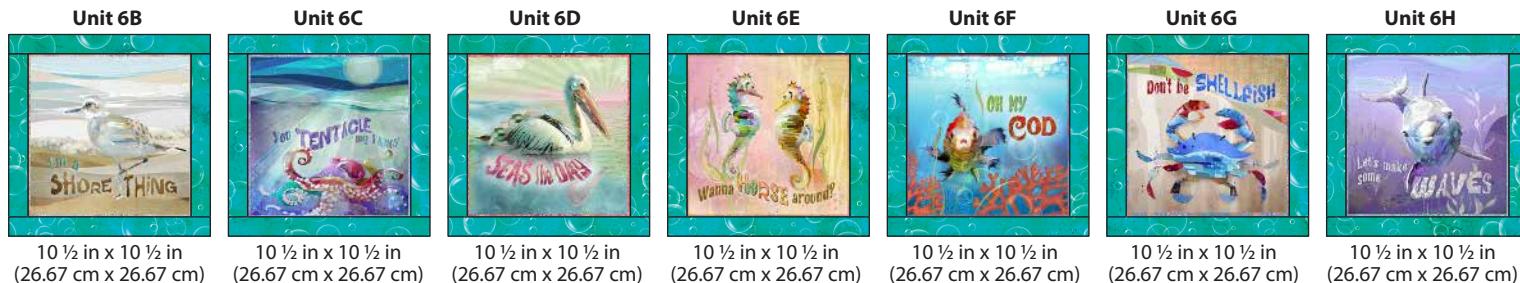 Unit 6B
Unit 6C
Unit 6D
Unit 6E
Unit 6F
Unit 6G
Unit 6H
I'm a
SHORE THING
You TENTACLE
my fancy
SEAS the DAY
Wanna HORSE around?
OH MY
COD
Don't be SHELLFISH
Let's make
some
WAVES
10 ½ in x 10 ½ in
(26.67 cm x 26.67 cm)
10 ½ in x 10 ½ in
(26.67 cm x 26.67 cm)
10 ½ in x 10 ½ in
(26.67 cm x 26.67 cm)
10 ½ in x 10 ½ in
(26.67 cm x 26.67 cm)
10 ½ in x 10 ½ in
(26.67 cm x 26.67 cm)
10 ½ in x 10 ½ in
(26.67 cm x 26.67 cm)
10 ½ in x 10 ½ in
(26.67 cm x 26.67 cm)